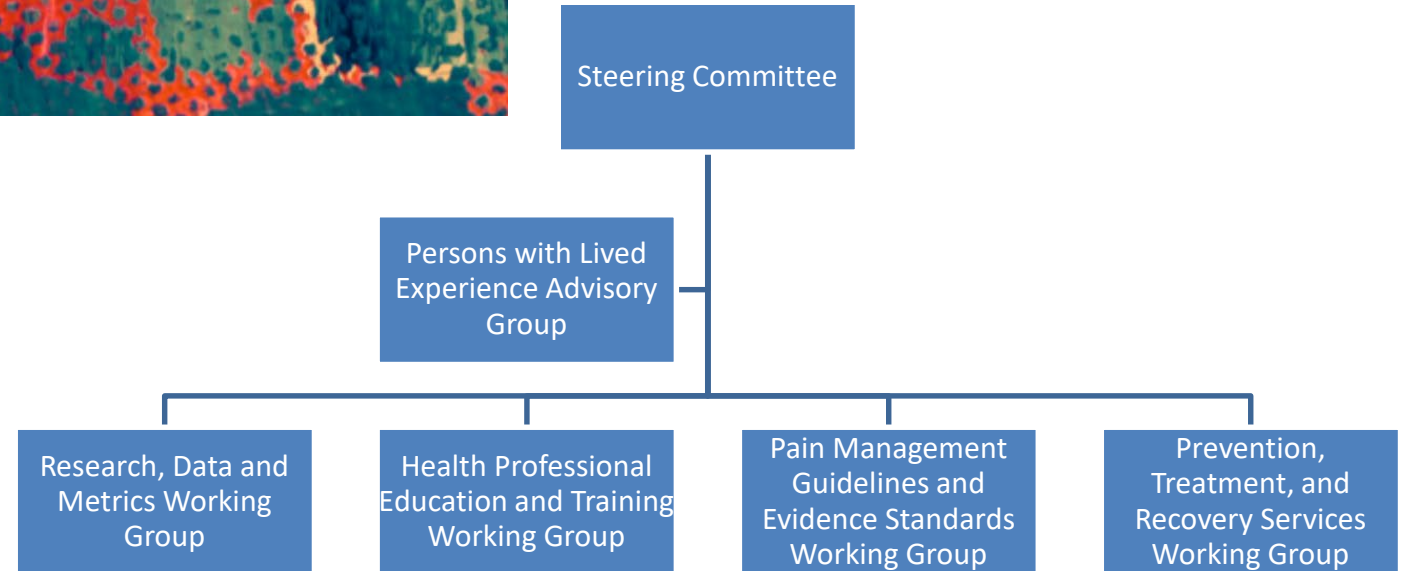 Steering Committee
Persons with Lived
Experience Advisory
Group
Research, Data and
Metrics Working
Group
Health Professional
Education and Training
Working Group
Pain Management
Guidelines and
Evidence Standards
Working Group
Prevention,
Treatment, and
Recovery Services
Working Group